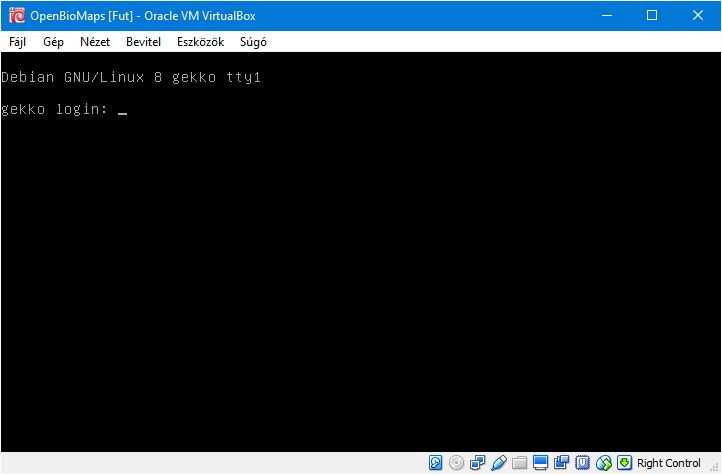 OpenBioMaps [Fut] - Oracle VM VirtualBox
Fájl Gép Nézet Bevitel Eszközök Súgó
Debian GNU/Linux 8 gekko tty1
gekko login: _
Right Control